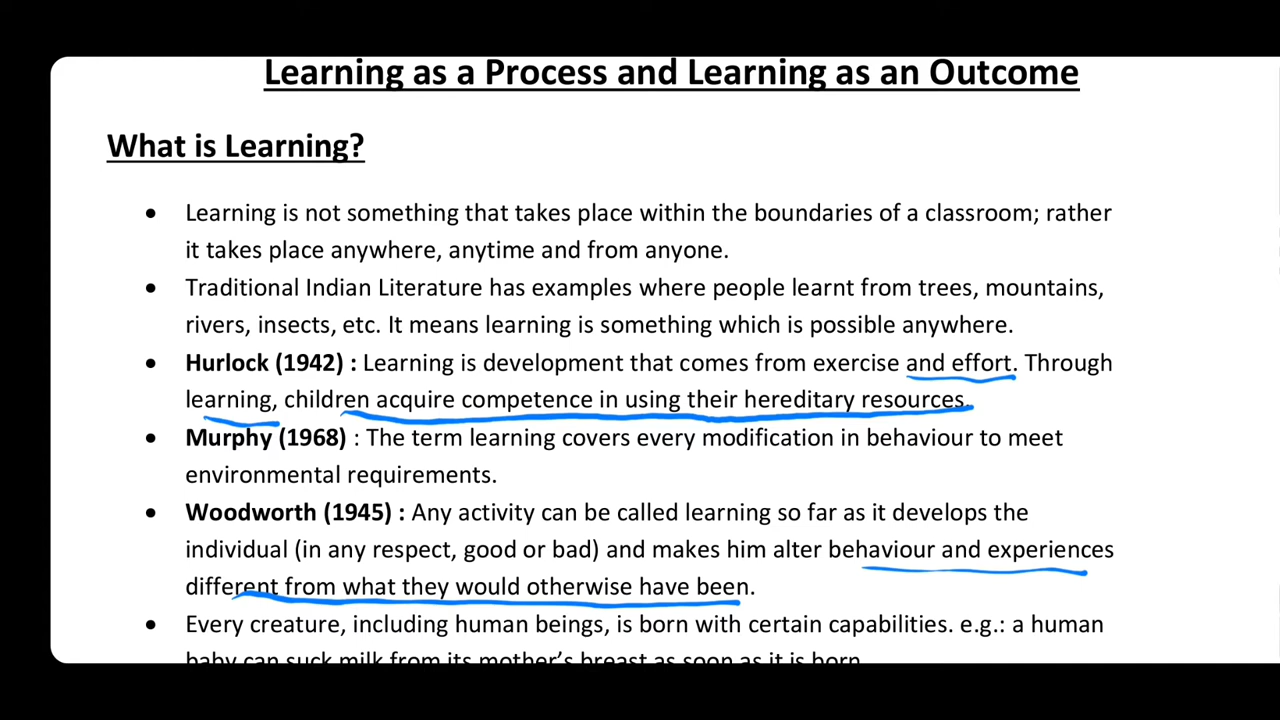 Learning as a Process and Learning as an Outcome
What is Learning?
• Learning is not something that takes place within the boundaries of a classroom; rather
it takes place anywhere, anytime and from anyone.
• Traditional Indian Literature has examples where people learnt from trees, mountains,
rivers, insects, etc. It means learning is something which is possible anywhere.
• Hurlock (1942) : Learning is development that comes from exercise and effort. Through
learning, children acquire competence in using their hereditary resources.
• Murphy (1968) : The term learning covers every modification in behaviour to meet
environmental requirements.
• Woodworth (1945) : Any activity can be called learning so far as it develops the
individual (in any respect, good or bad) and makes him alter behaviour and experiences
different from what they would otherwise have been.
• Every creature, including human beings, is born with certain capabilities. e.g.: a human
baby can suck milk from its mother's breast as soon as it is born.